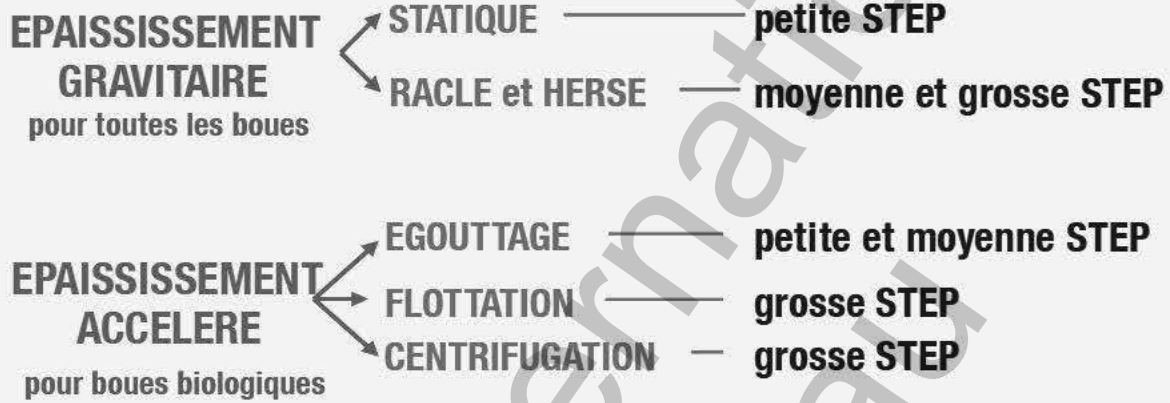 EPAISSISSEMENT
GRAVITAIRE
pour toutes les boues
STATIQUE petite STEP
RACLE et HERSE moyenne et grosse STEP
EPAISSISSEMENT
ACCELERE
pour boues biologiques
EGOUTTAGE petite et moyenne STEP
FLOTTATION grosse STEP
CENTRIFUGATION grosse STEP